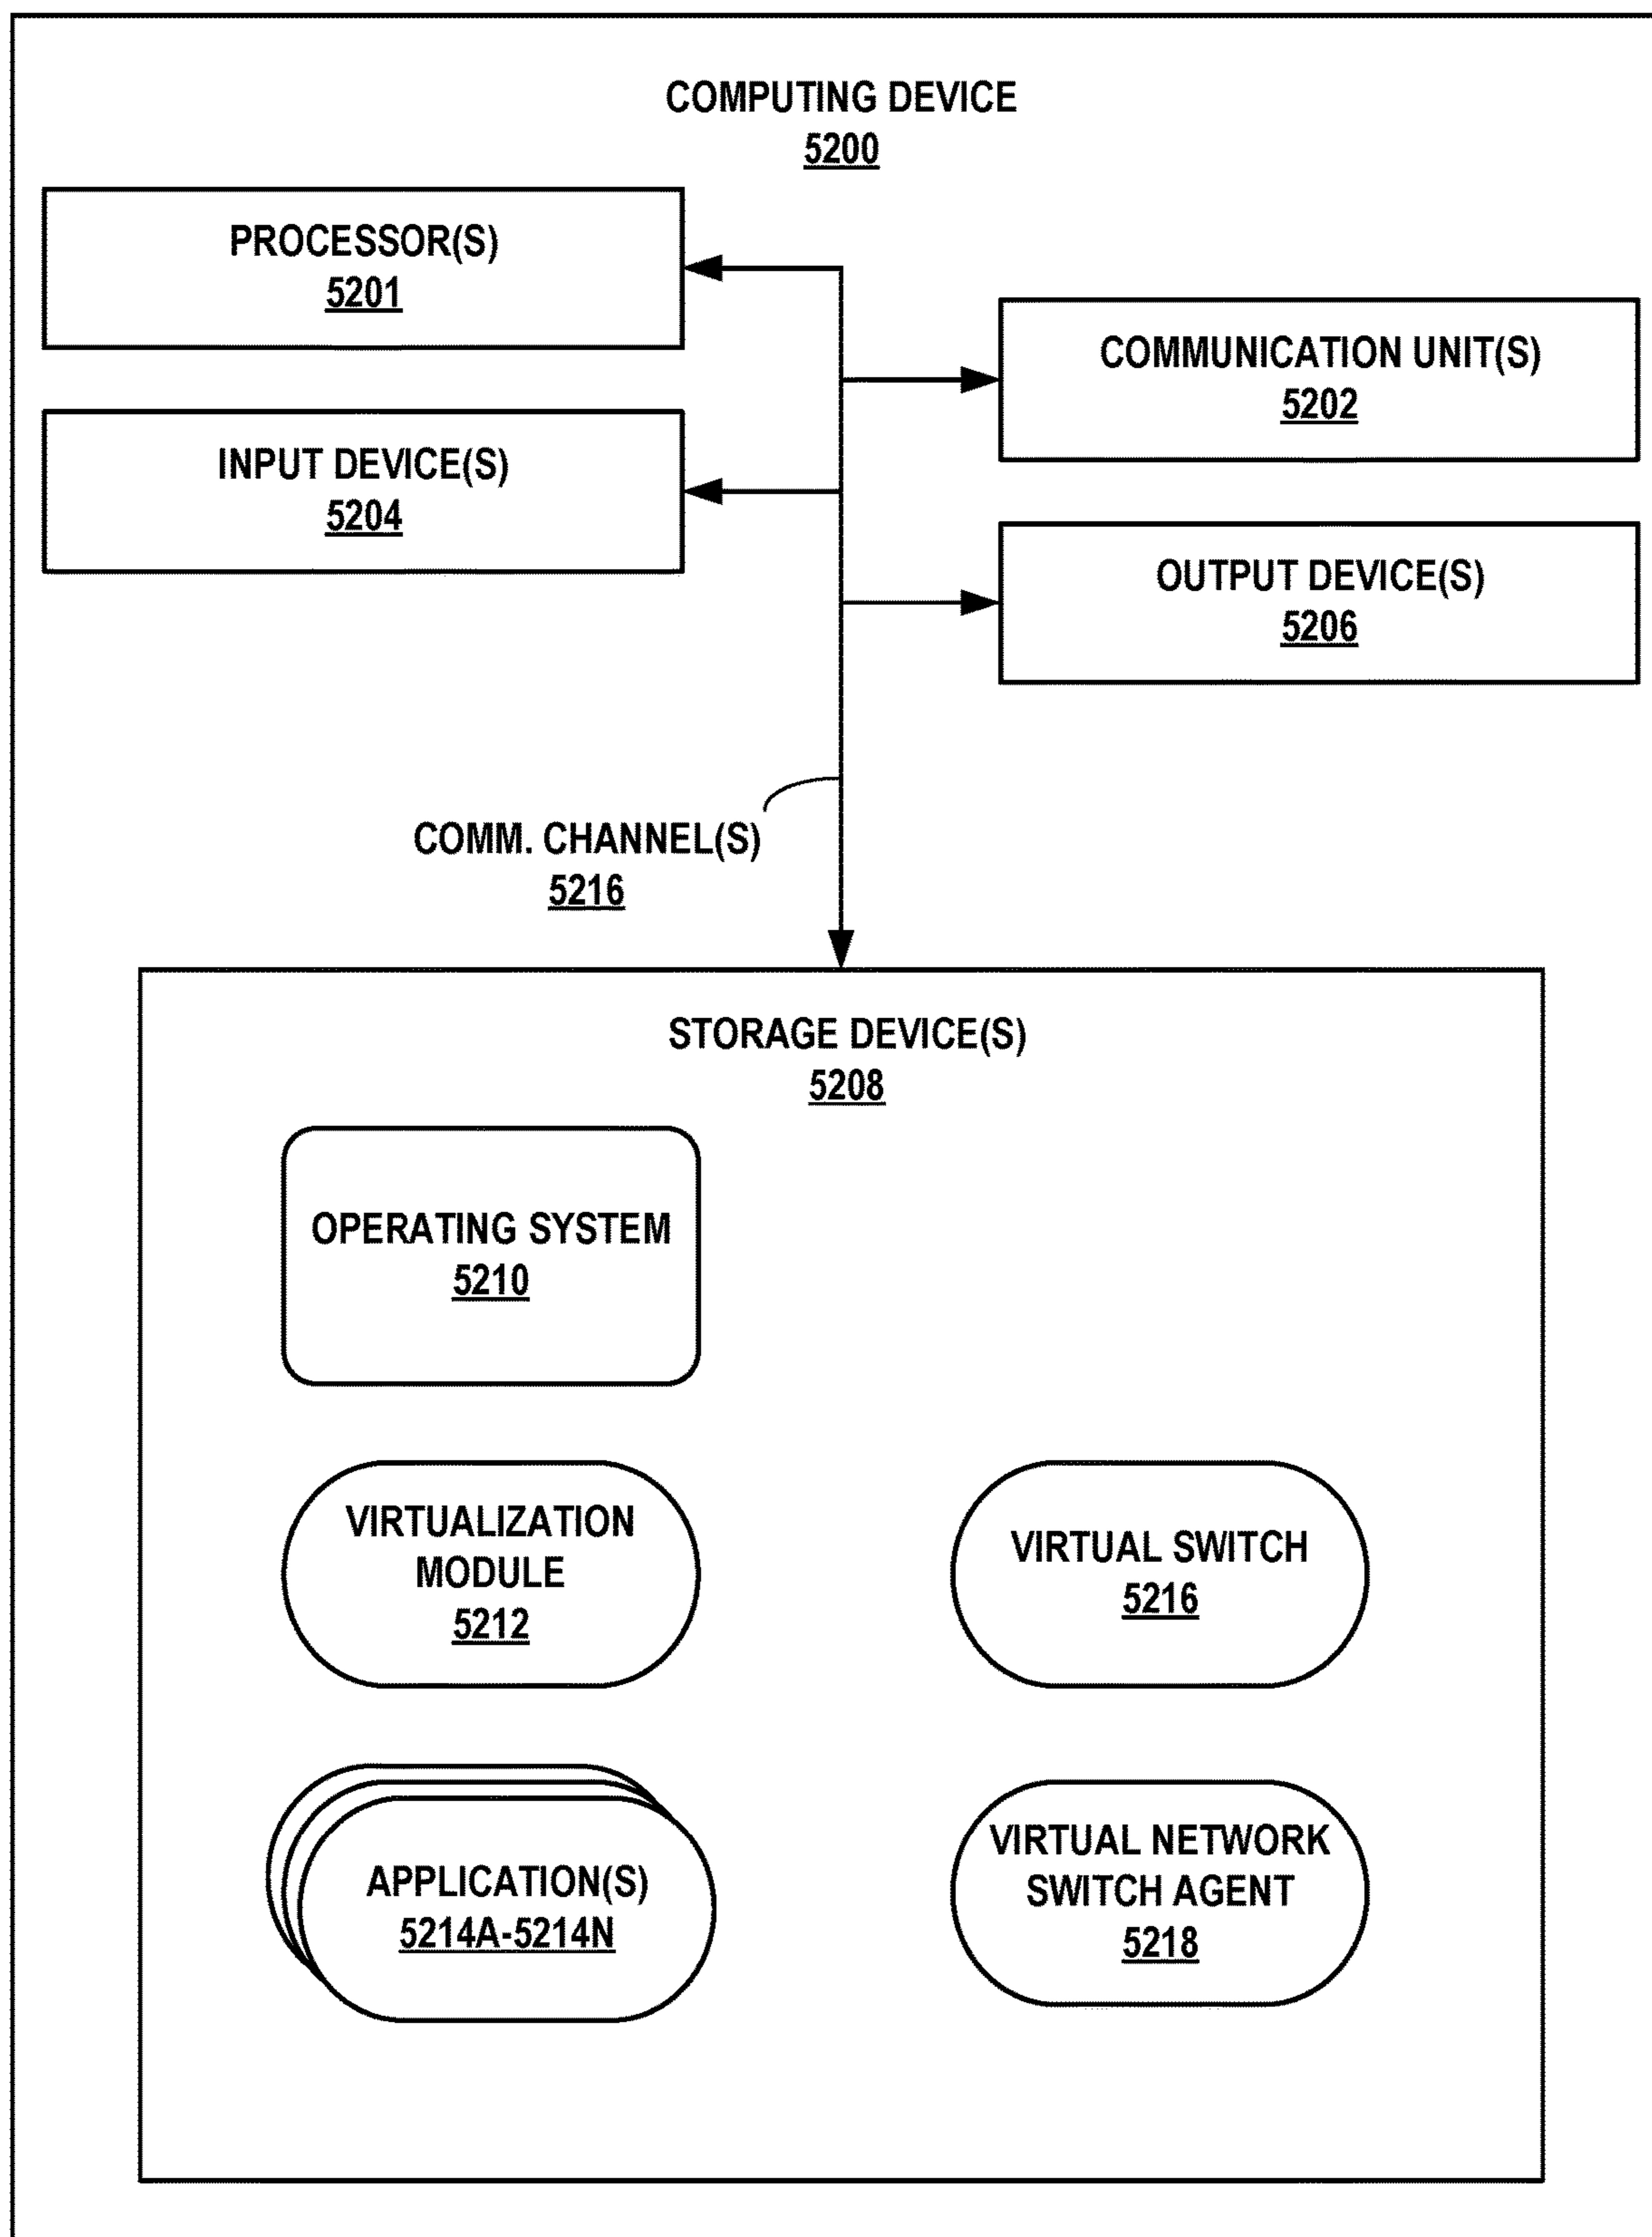 COMPUTING DEVICE
5200
PROCESSOR(S)
5201
COMMUNICATION UNIT(S)
5202
INPUT DEVICE(S)
5204
OUTPUT DEVICE(S)
5206
COMM. CHANNEL(S)
5216
STORAGE DEVICE(S)
5208
OPERATING SYSTEM
5210
VIRTUALIZATION
MODULE
5212
VIRTUAL SWITCH
5216
APPLICATION(S)
5214A-5214N
VIRTUAL NETWORK
SWITCH AGENT
5218